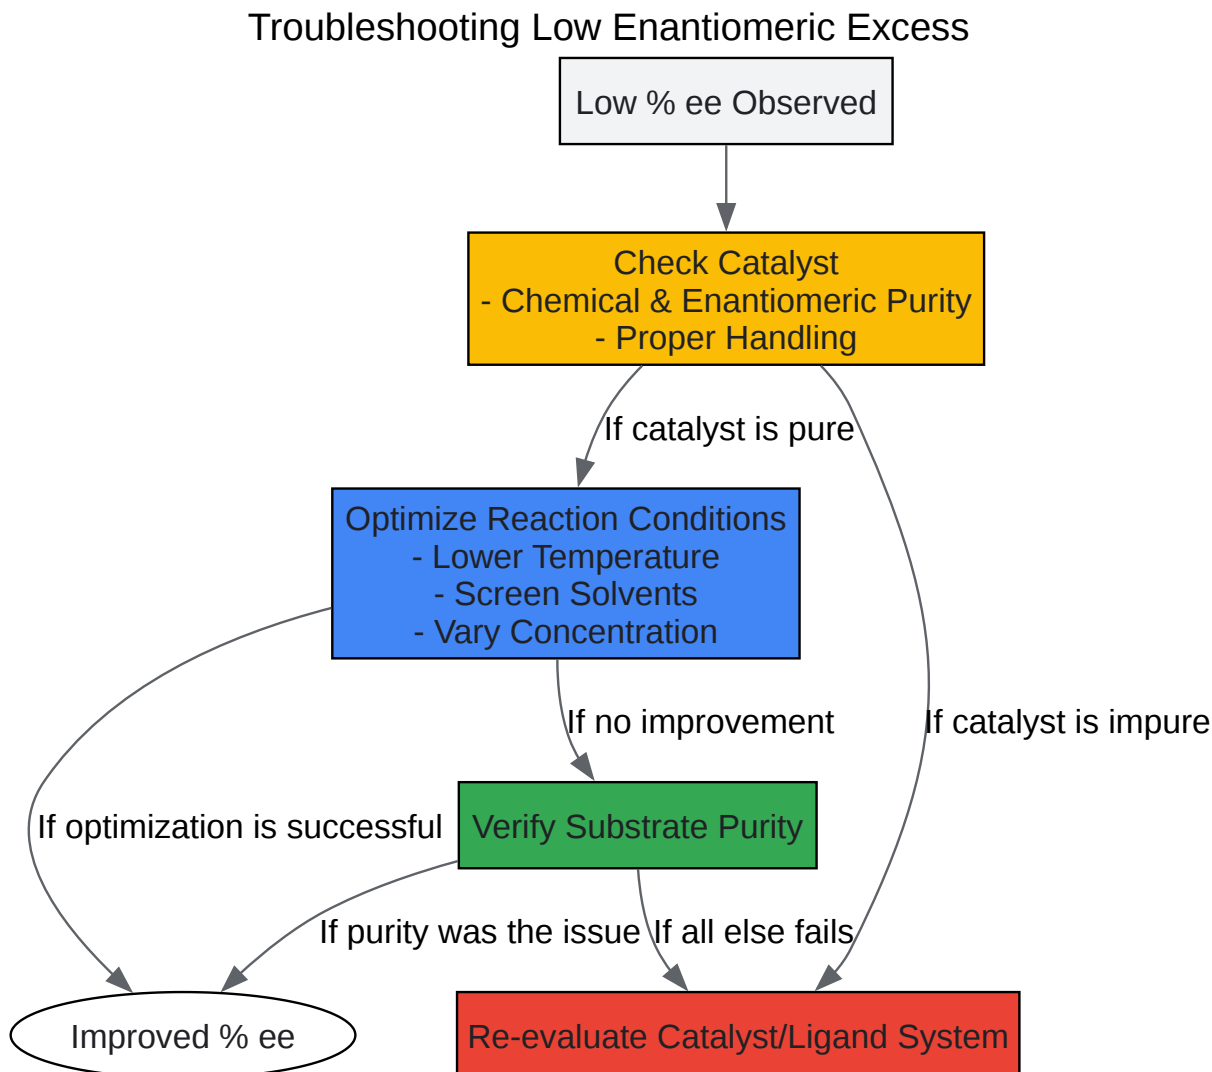 Troubleshooting Low Enantiomeric Excess
Low % ee Observed
Check Catalyst
- Chemical & Enantiomeric Purity
- Proper Handling
If catalyst is pure
Optimize Reaction Conditions
- Lower Temperature
- Screen Solvents
- Vary Concentration
If no improvement
If catalyst is impure
If optimization is successful
Verify Substrate Purity
If purity was the issue
If all else fails
Improved % ee
Re-evaluate Catalyst/Ligand System